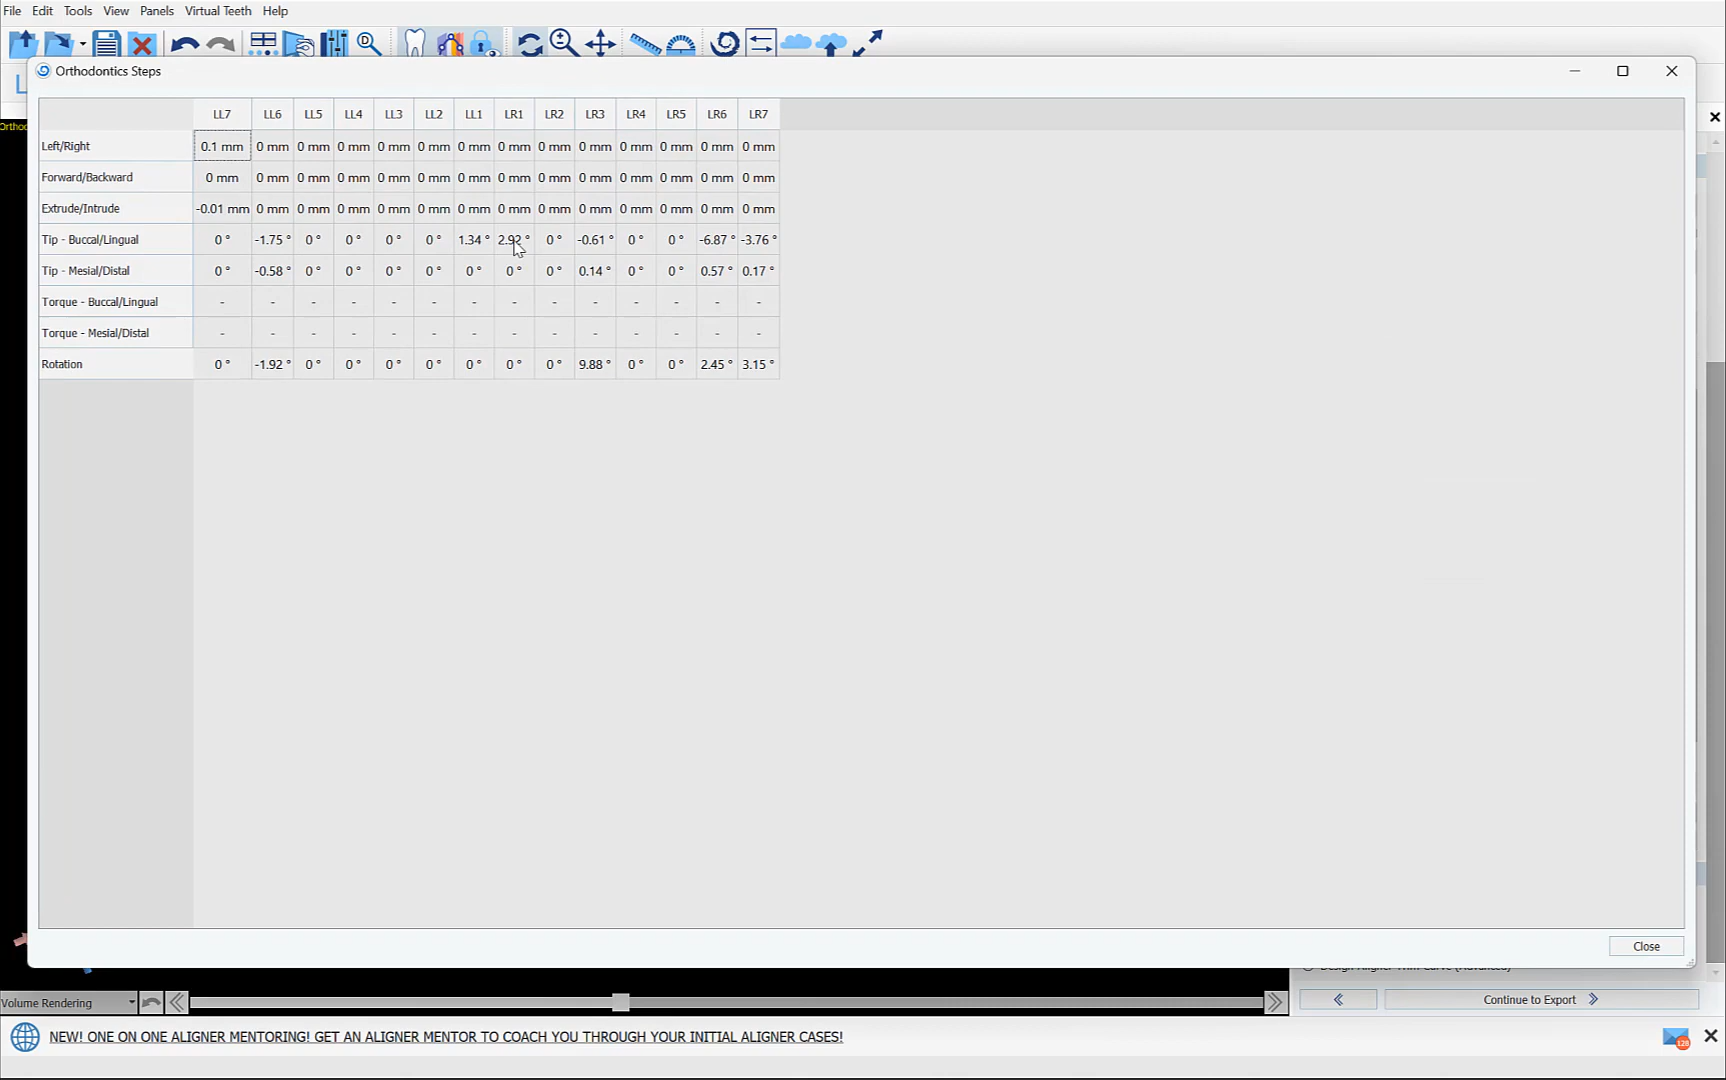 File Edit Tools View Panels Virtual Teeth Help
Orthodontics Steps
LL7 LL6 LL5 LL4 LL3 LL2 LL1 LR1 LR2 LR3 LR4 LR5 LR6 LR7
Left/Right 0.1 mm 0 mm 0 mm 0 mm 0 mm 0 mm 0 mm 0 mm 0 mm 0 mm 0 mm 0 mm 0 mm 0 mm
Forward/Backward 0 mm 0 mm 0 mm 0 mm 0 mm 0 mm 0 mm 0 mm 0 mm 0 mm 0 mm 0 mm 0 mm 0 mm
Extrude/Intrude -0.01 mm 0 mm 0 mm 0 mm 0 mm 0 mm 0 mm 0 mm 0 mm 0 mm 0 mm 0 mm 0 mm 0 mm
Tip - Buccal/Lingual 0 ° -1.75 ° 0 ° 0 ° 0 ° 0 ° 1.34 ° 2.92 ° 0 ° -0.61 ° 0 ° 0 ° -6.87 ° -3.76 °
Tip - Mesial/Distal 0 ° -0.58 ° 0 ° 0 ° 0 ° 0 ° 0 ° 0 ° 0 ° 0.14 ° 0 ° 0 ° 0.57 ° 0.17 °
Torque - Buccal/Lingual - - - - - - - - - - - - - -
Torque - Mesial/Distal - - - - - - - - - - - - - -
Rotation 0 ° -1.92 ° 0 ° 0 ° 0 ° 0 ° 0 ° 0 ° 0 ° 9.88 ° 0 ° 0 ° 2.45 ° 3.15 °
Close
Volume Rendering
Continue to Export
NEW! ONE ON ONE ALIGNER MENTORING! GET AN ALIGNER MENTOR TO COACH YOU THROUGH YOUR INITIAL ALIGNER CASES!
128